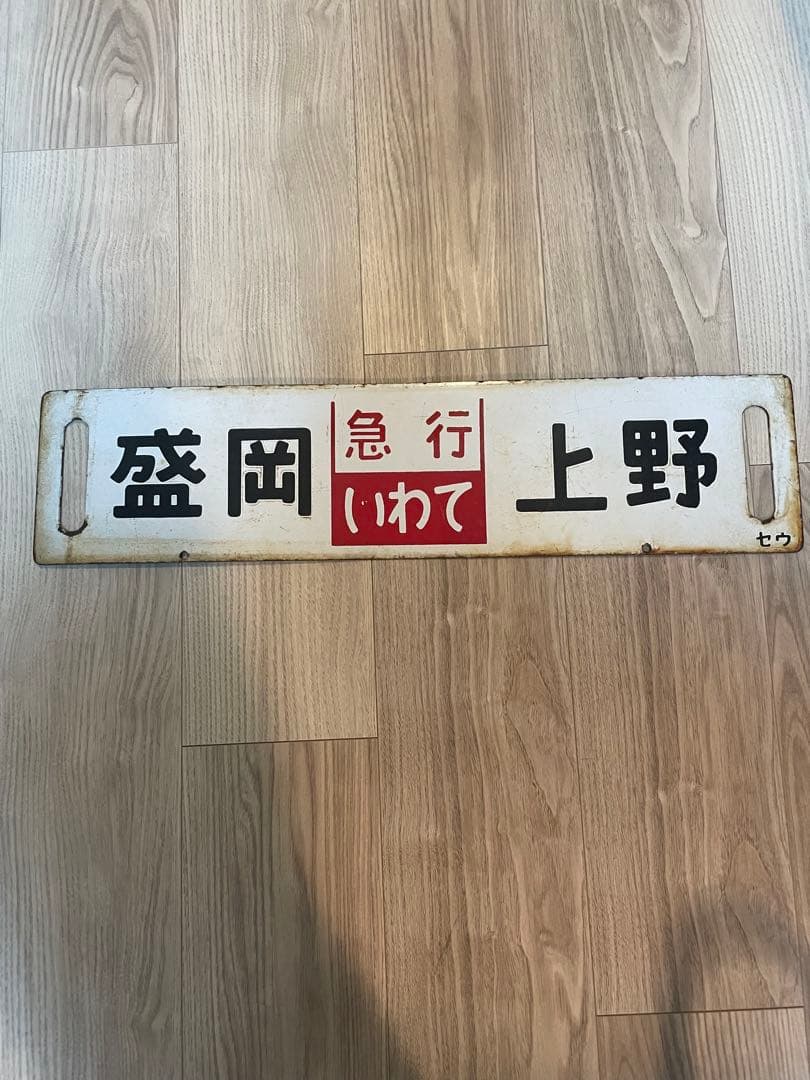 盛岡 急行 上野
いわて
セウ